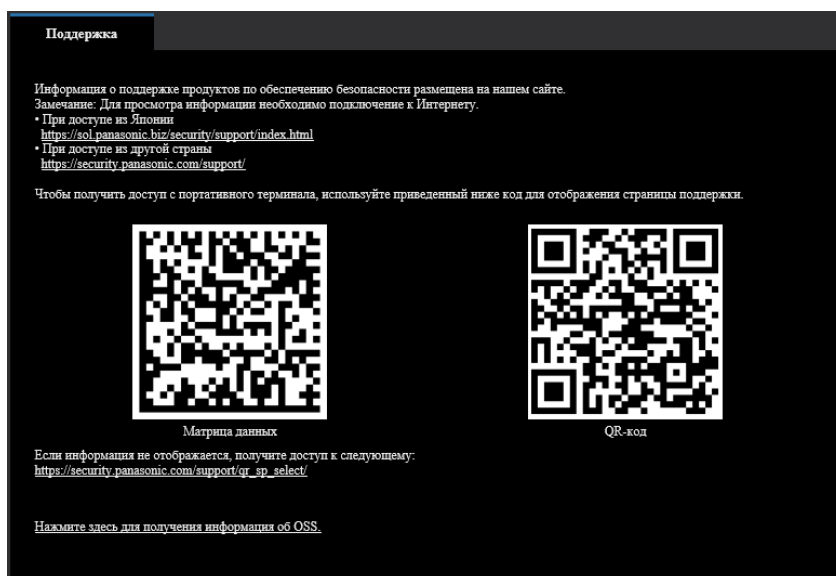 Поддержка
Информация о поддержке продуктов по обеспечению безопасности размещена на нашем сайте.
Замечание: Для просмотра информации необходимо подключение к Интернету.
• При доступе из Японии
https://sol.panasonic.biz/security/support/index.html
• При доступе из другой страны
https://security.panasonic.com/support/
Чтобы получить доступ с портативного терминала, используйте приведенный ниже код для отображения страницы поддержки.
Матрица данных
QR-код
Если информация не отображается, получите доступ к следующему:
https://security.panasonic.com/support/qr_sp_select/
Нажмите здесь для получения информация об OSS.